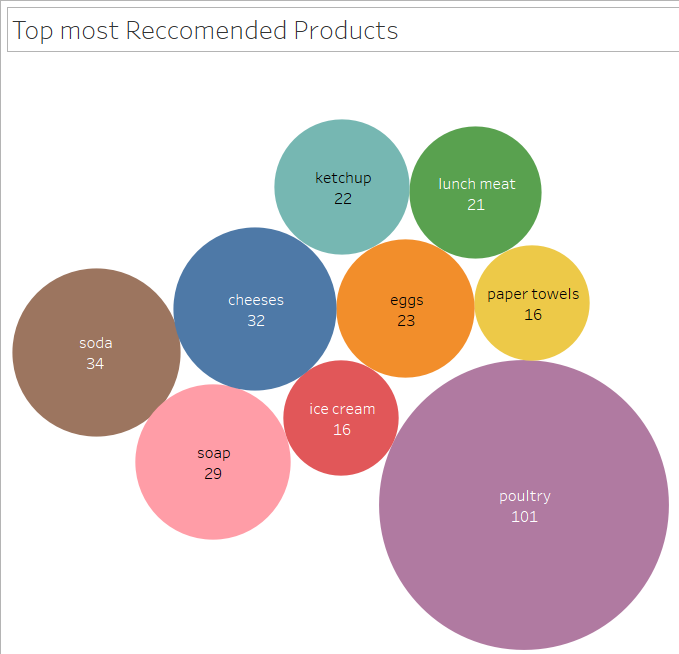 Top most Reccomended Products
ketchup
22
lunch meat
21
cheeses
32
eggs
23
paper towels
16
soda
34
ice cream
16
soap
29
poultry
101